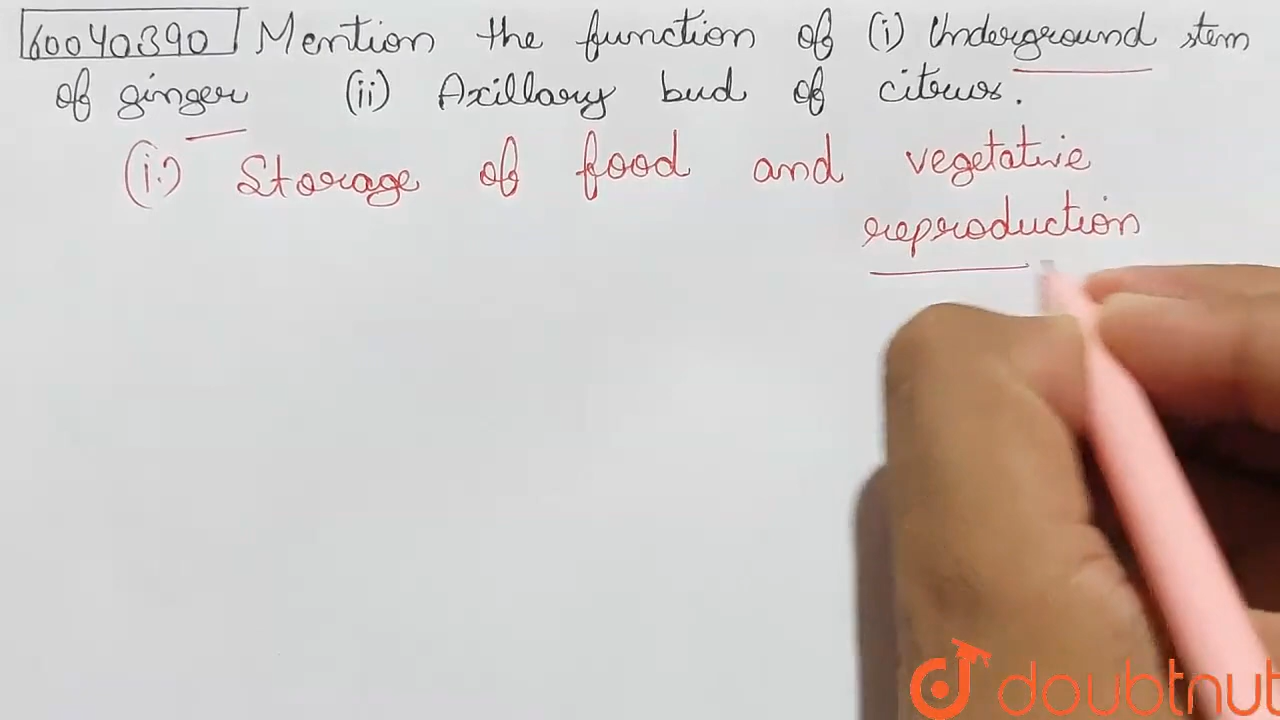 60040390 Mention the function of (i) Underground stem
of ginger (ii) Axillary bud of citrus.
(i.) Storage of food and vegetative
reproduction
doubtnut